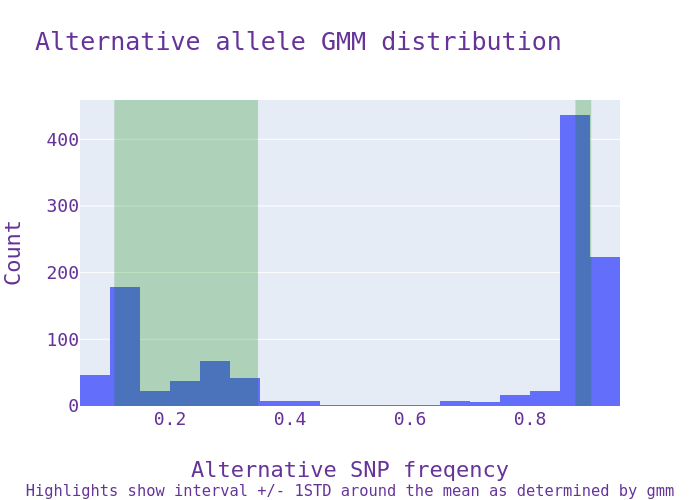 Alternative allele GMM distribution
400
300
200
100
0
Count
0.2
0.4
0.6
0.8
Alternative SNP freqency
Highlights show interval +/- 1STD around the mean as determined by gmm